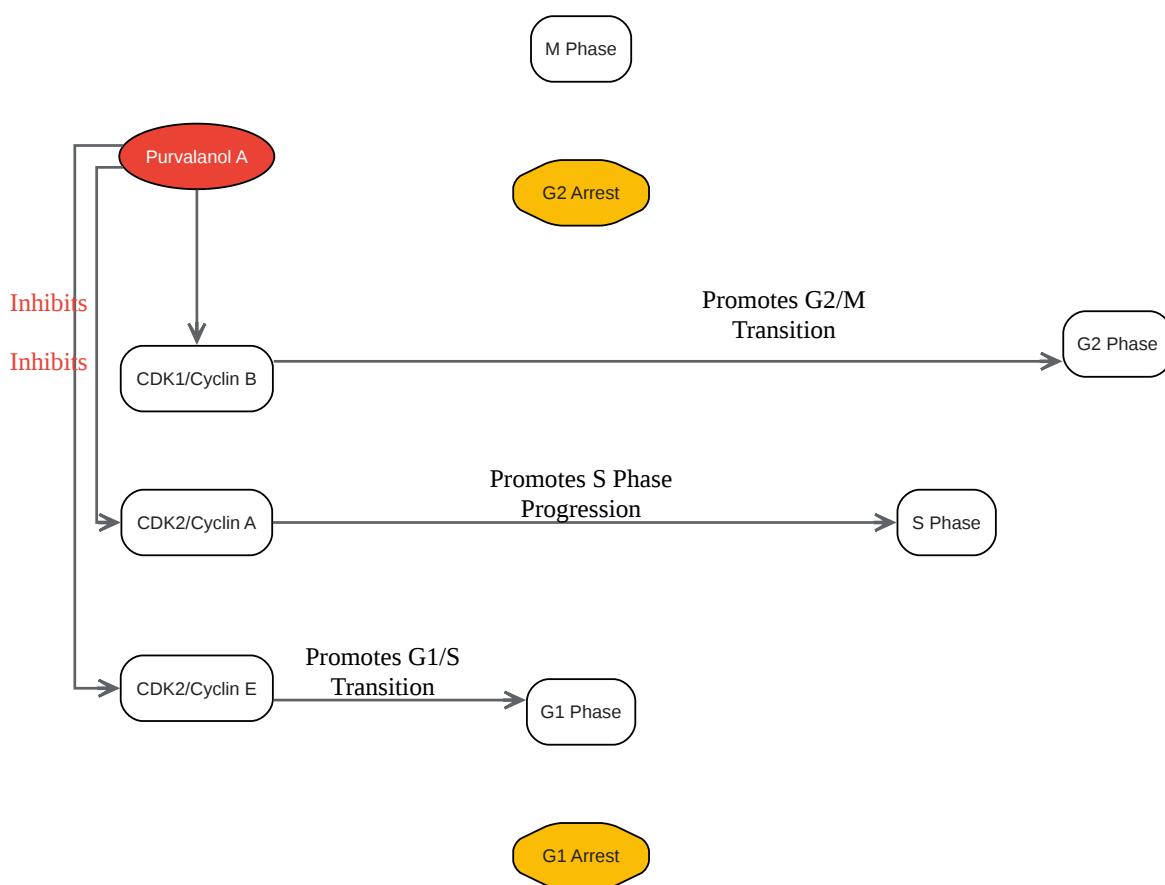 M Phase
Purvalanol A
G2 Arrest
Inhibits
Promotes G2/M
Transition
G2 Phase
Inhibits
CDK1/Cyclin B
Promotes S Phase
Progression
CDK2/Cyclin A
S Phase
Promotes G1/S
Transition
CDK2/Cyclin E
G1 Phase
G1 Arrest